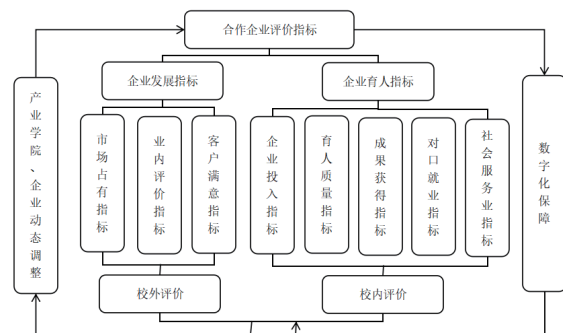 合作企业评价指标
企业发展指标
企业育人指标
产业学院、企业动态调整
市场占有指标
业内评价指标
客户满意指标
企业投入指标
育人质量指标
成果获得指标
对口就业指标
社会服务业指标
数字化保障
校外评价
校内评价